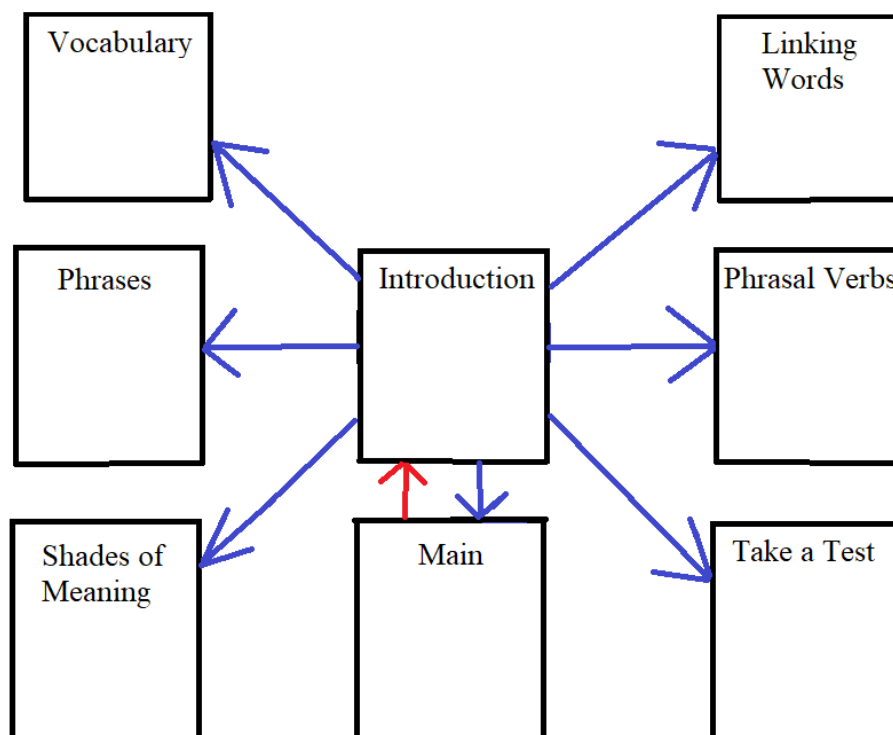 Vocabulary
Linking
Words
Phrases
Introduction
Phrasal Verbs
Shades of
Meaning
Main
Take a Test